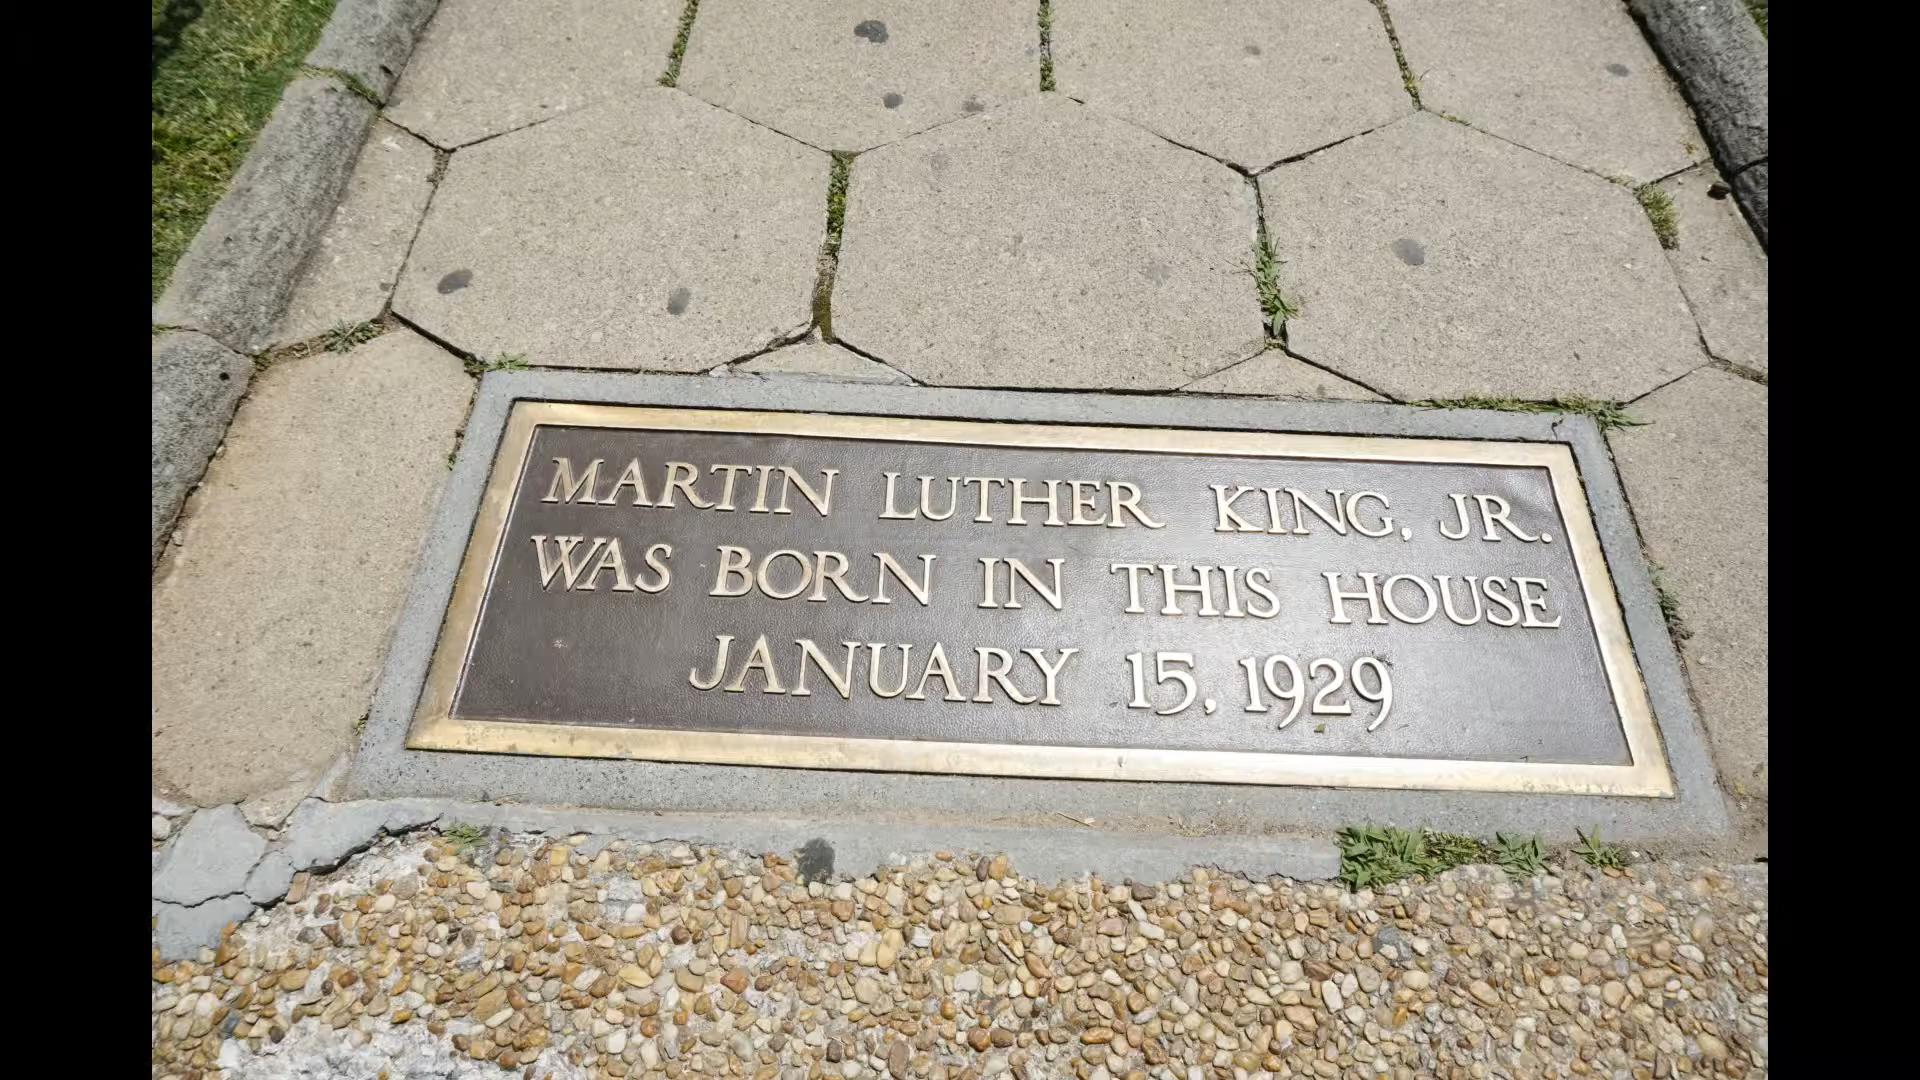 MARTIN LUTHER KING, JR.
WAS BORN IN THIS HOUSE
JANUARY 15, 1929